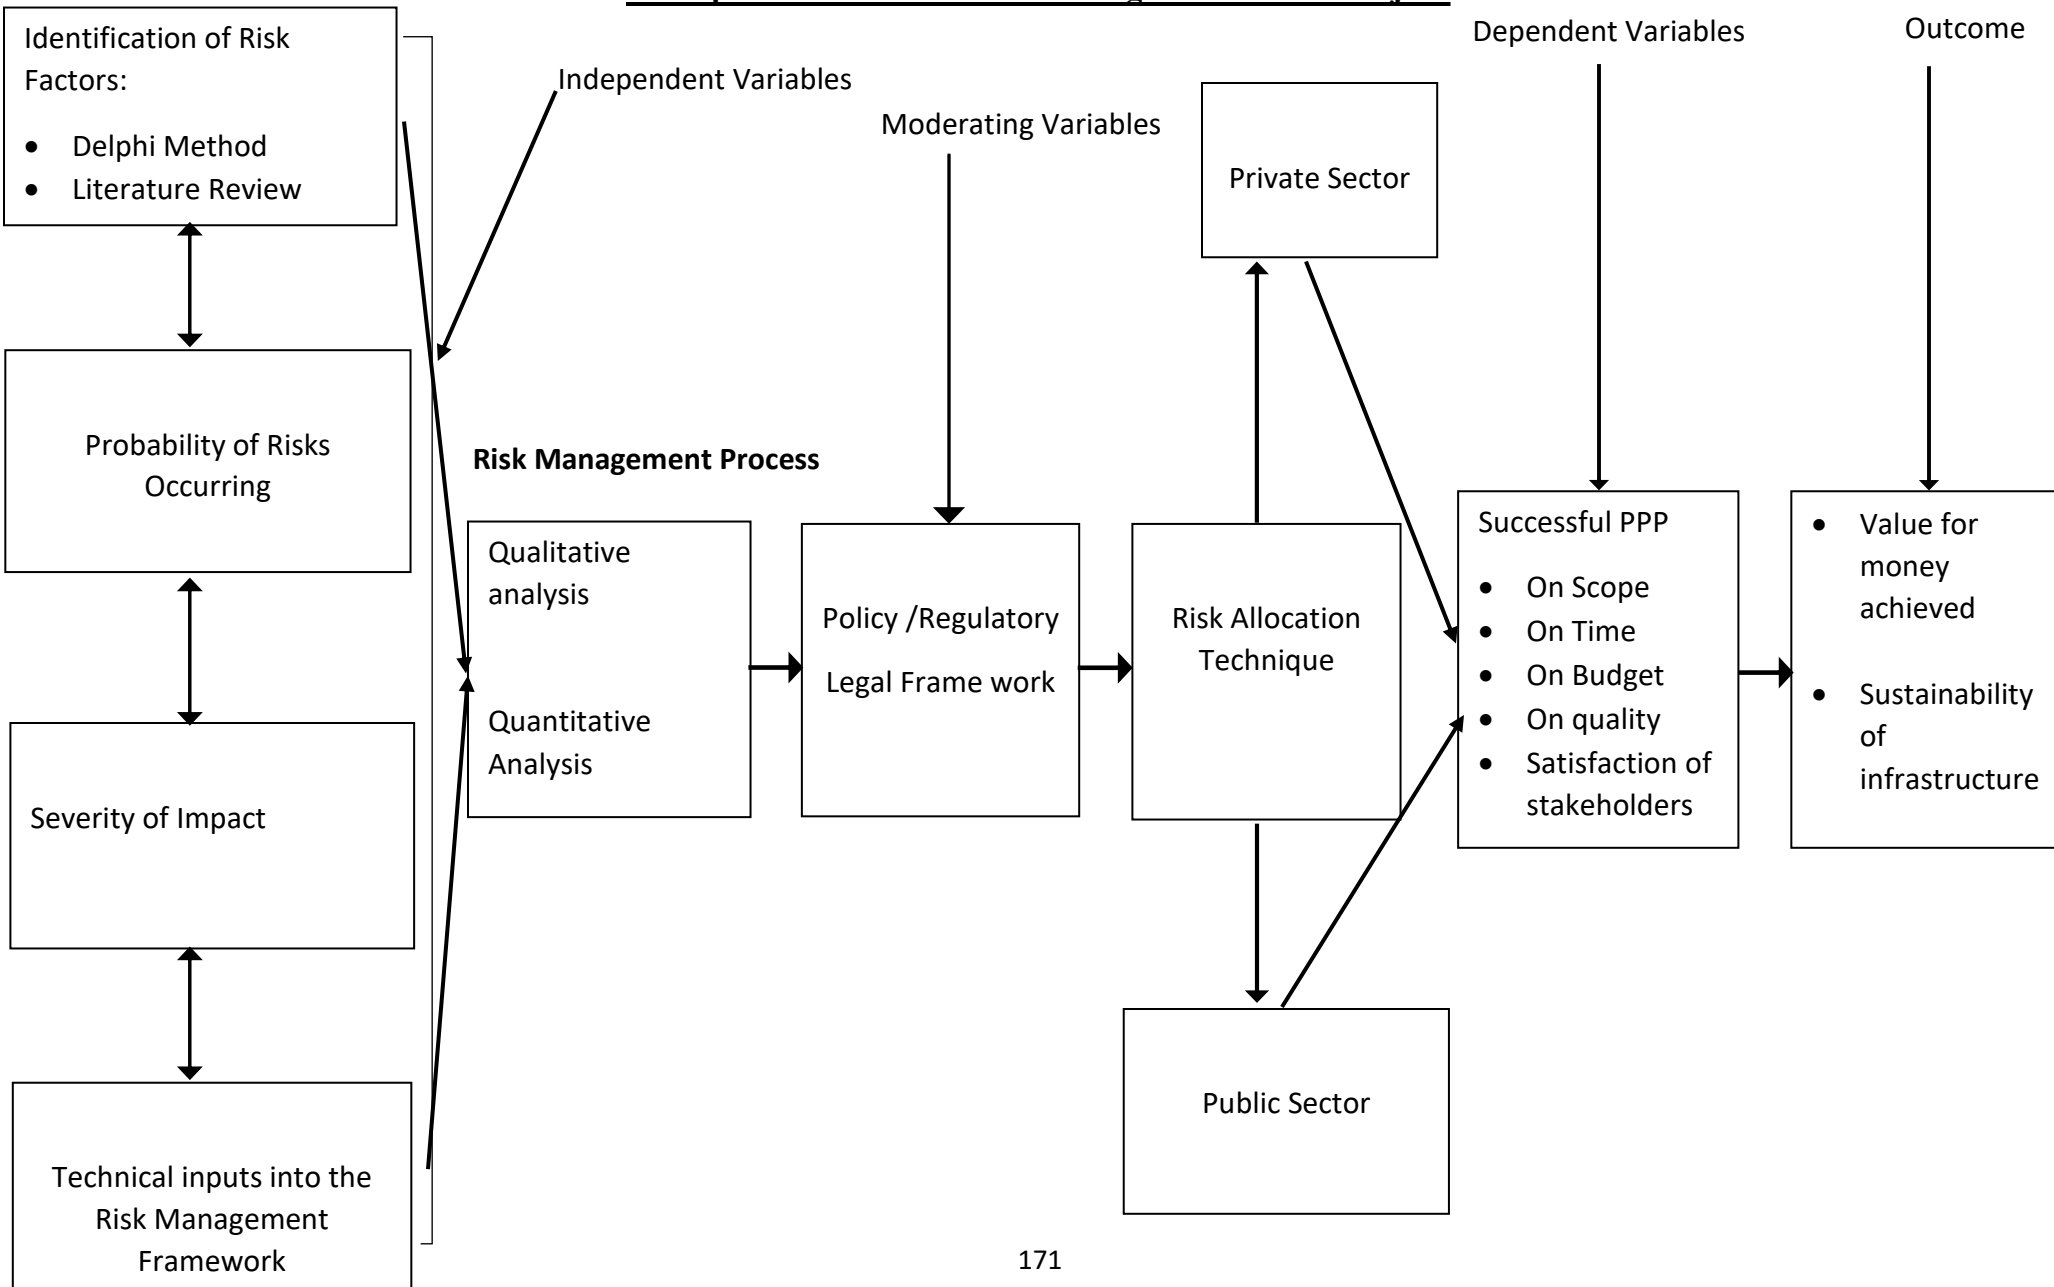 Identification of Risk
Factors:
• Delphi Method
• Literature Review
Independent Variables
Moderating Variables
Private Sector
Dependent Variables
Outcome
Probability of Risks
Occurring
Risk Management Process
Qualitative
analysis
Quantitative
Analysis
Policy /Regulatory
Legal Frame work
Risk Allocation
Technique
Successful PPP
• On Scope
• On Time
• On Budget
• On quality
• Satisfaction of
stakeholders
• Value for
money
achieved
• Sustainability
of
infrastructure
Severity of Impact
Public Sector
Technical inputs into the
Risk Management
Framework
171